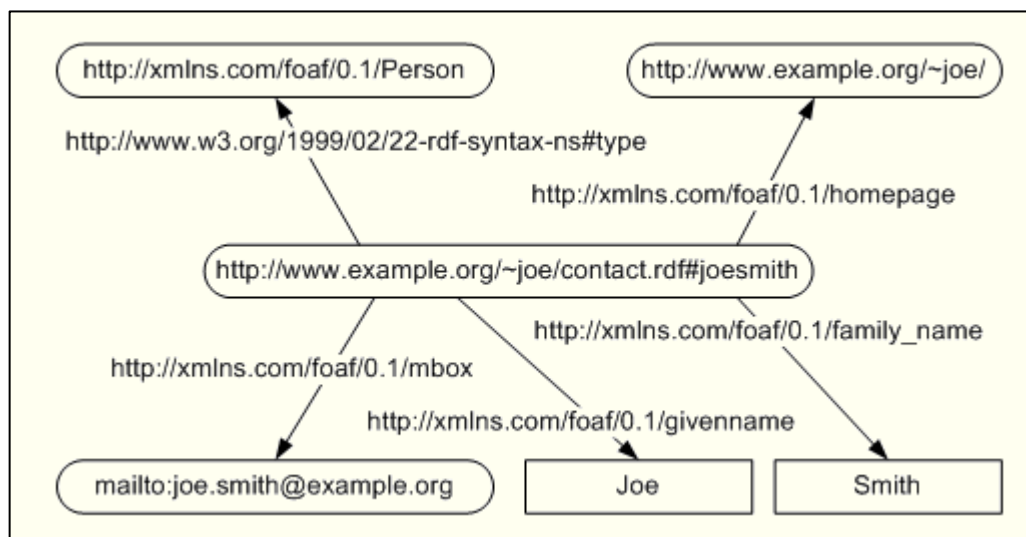 http://xmlns.com/foaf/0.1/Person
http://www.example.org/~joe/
http://www.w3.org/1999/02/22-rdf-syntax-ns#type
http://xmlns.com/foaf/0.1/homepage
http://www.example.org/~joe/contact.rdf#joesmith
http://xmlns.com/foaf/0.1/family_name
http://xmlns.com/foaf/0.1/mbox
http://xmlns.com/foaf/0.1/givenname
mailto:joe.smith@example.org
Joe
Smith